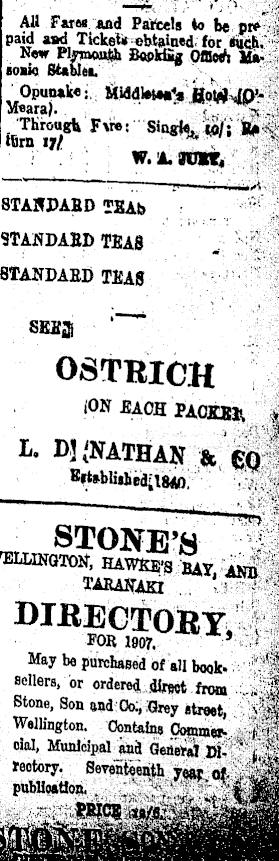 All Fares and Parcels to be pre
paid and Tickets obtained for such.
New Plymouth Booking Office: Ma-
sonic Stables.
Opunake: Middleton's Hotel (O'-
Meara).
Through Fare: Single, 10/; Re
turn 17/
W. A. JURY,
STANDARD TEAS
STANDARD TEAS
STANDARD TEAS
SEE
OSTRICH
ON EACH PACKET,
L. D. NATHAN & CO
Established 1840.
STONE'S
WELLINGTON, HAWKE'S BAY, AND
TARANAKI
DIRECTORY,
FOR 1907.
May be purchased of all book-
sellers, or ordered direct from
Stone, Son and Co., Grey street,
Wellington. Contains Commer-
cial, Municipal and General Di-
rectory. Seventeenth year of
publication.
PRICE
STONE SON